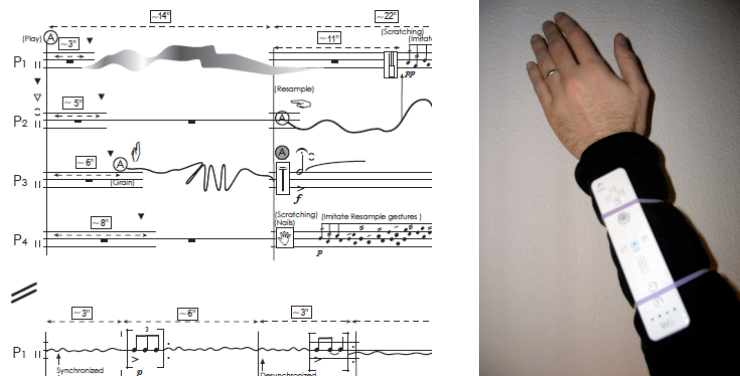 ~14" ~22"
(Play) A ~3" ~11" (Scratching)
(Imitate
P1 pp
(Resample)
~ 5" A
P2
~ 6" A A
P3 (Grain) f
~ 8" (Scratching) (Imitate Resample gestures )
(Nails)
P4 p
~3" ~6" ~3"
3
P1 p
Synchronized Desynchronized
Wii